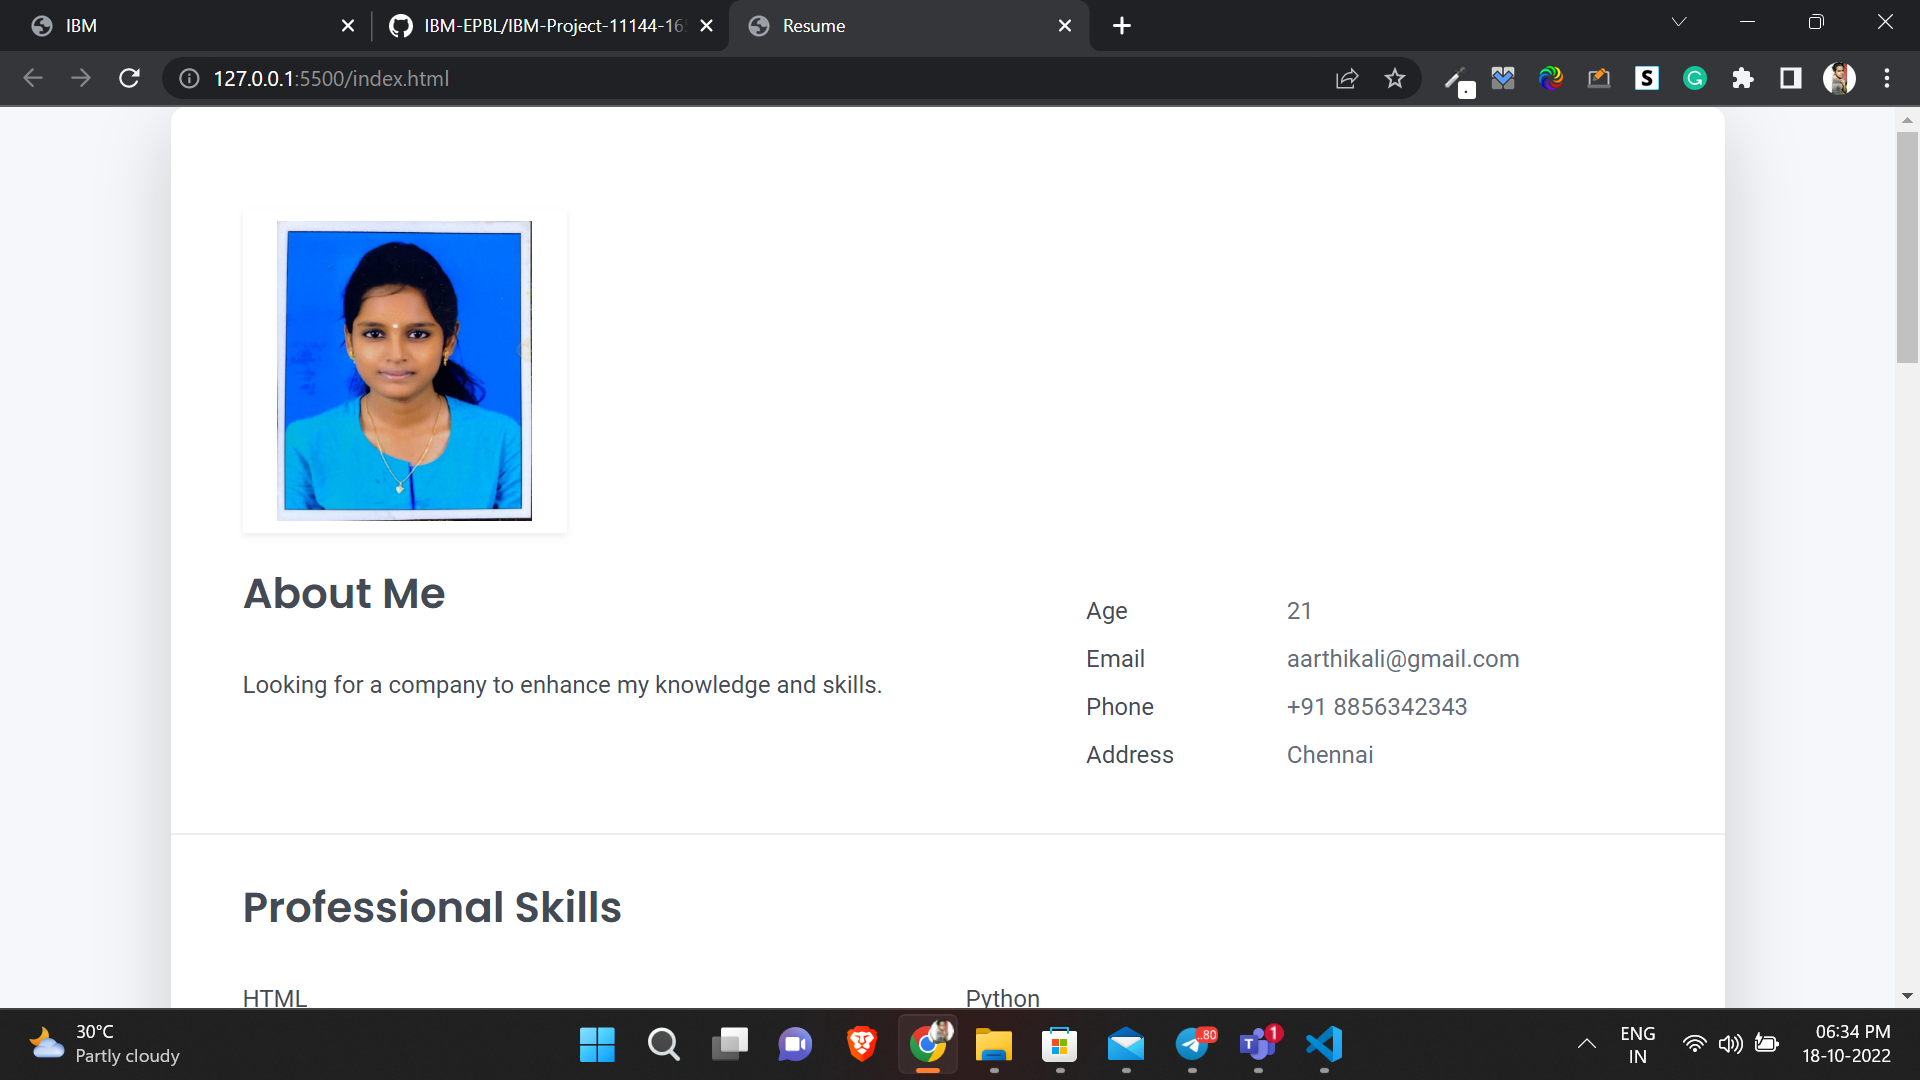 IBM
IBM-EPBL/IBM-Project-11144-16
Resume
127.0.0.1:5500/index.html
S
G
About Me
Age 21
Email aarthikali@gmail.com
Looking for a company to enhance my knowledge and skills.
Phone +91 8856342343
Address Chennai
Professional Skills
HTML Python
30°C
Partly cloudy
..80
T
1
ENG
IN
06:34 PM
18-10-2022